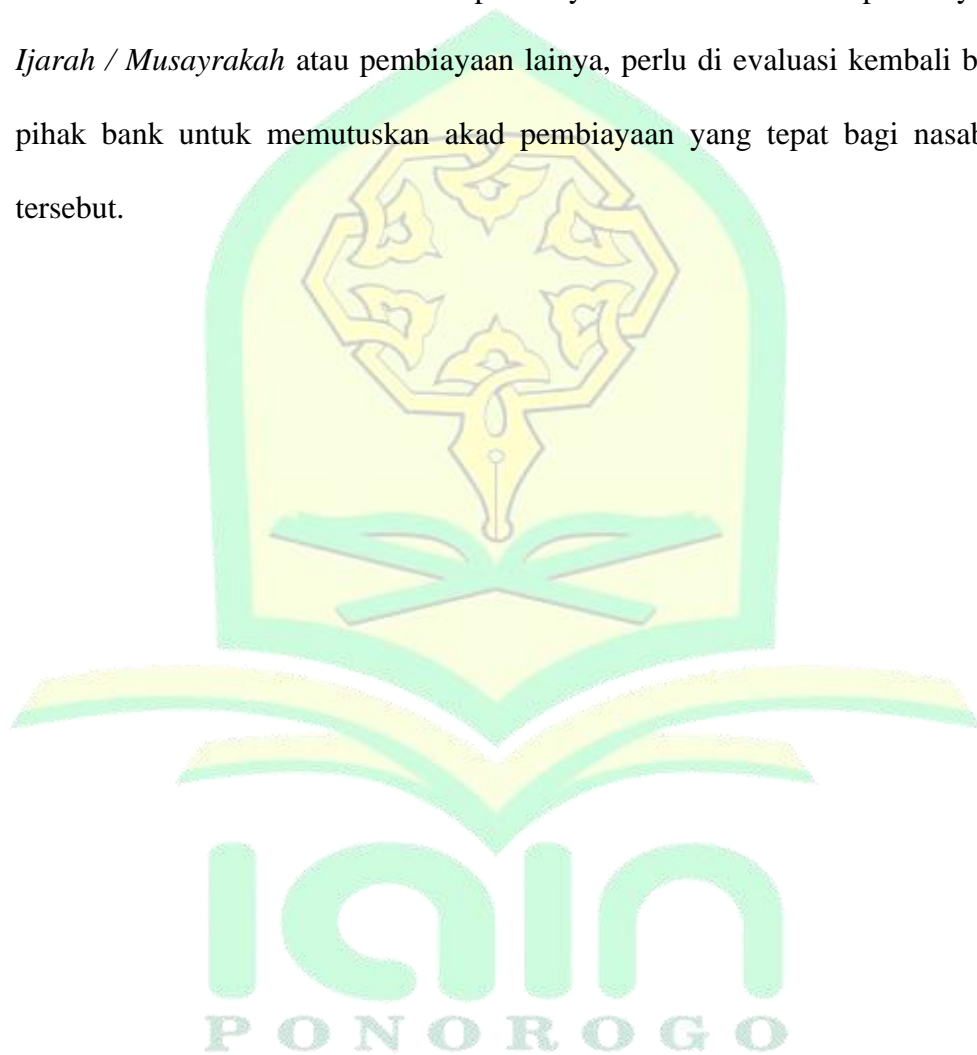 Ijarah / Musayrakah atau pembiayaan lainya, perlu di evaluasi kembali
pihak bank untuk memutuskan akad pembiayaan yang tepat bagi
tersebut.
iain
PONOROGO